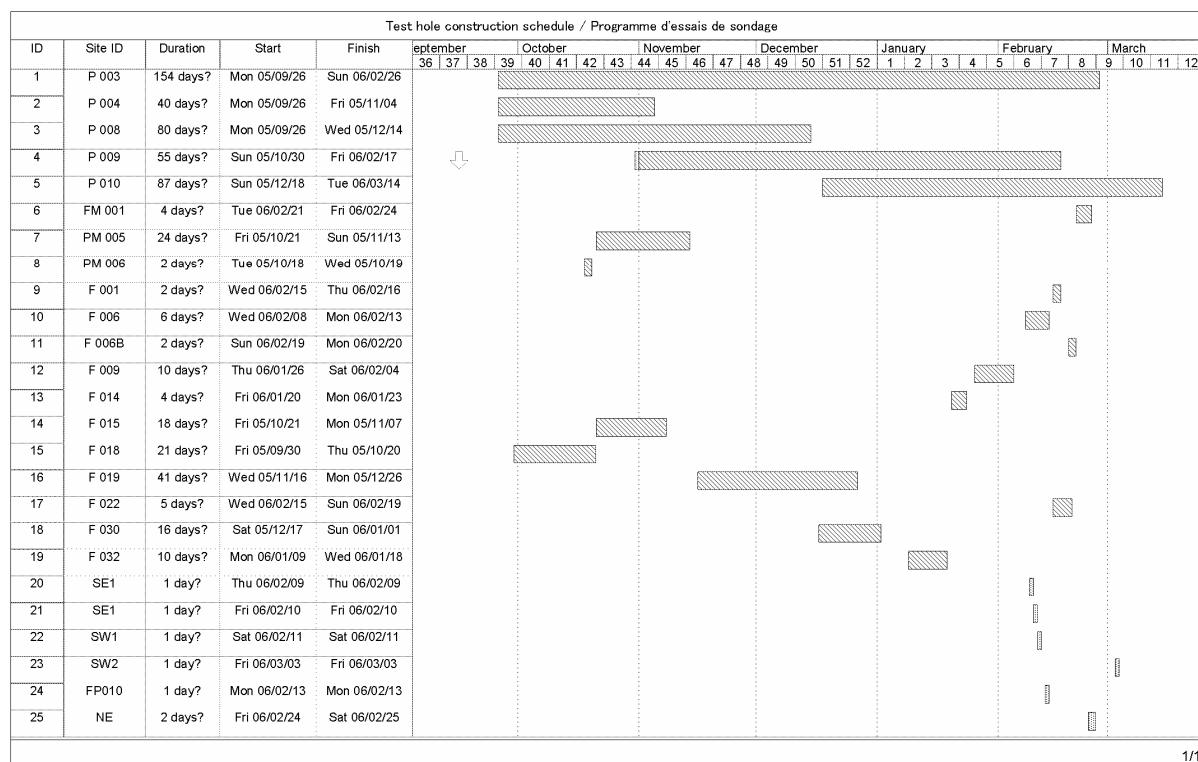 Test hole construction schedule / Programme d'essais de sondage
ID Site ID Duration Start Finish eptember October November December January February March
36 37 38 39 40 41 42 43 44 45 46 47 48 49 50 51 52 1 2 3 4 5 6 7 8 9 10 11 12
1 P 003 154 days? Mon 05/09/26 Sun 06/02/26
2 P 004 40 days? Mon 05/09/26 Fri 05/11/04
3 P 008 80 days? Mon 05/09/26 Wed 05/12/14
4 P 009 55 days? Sun 05/10/30 Fri 06/02/17
5 P 010 87 days? Sun 05/12/18 Tue 06/03/14
6 FM 001 4 days? Tue 06/02/21 Fri 06/02/24
7 PM 005 24 days? Fri 05/10/21 Sun 05/11/13
8 PM 006 2 days? Tue 05/10/18 Wed 05/10/19
9 F 001 2 days? Wed 06/02/15 Thu 06/02/16
10 F 006 6 days? Wed 06/02/08 Mon 06/02/13
11 F 006B 2 days? Sun 06/02/19 Mon 06/02/20
12 F 009 10 days? Thu 06/01/26 Sat 06/02/04
13 F 014 4 days? Fri 06/01/20 Mon 06/01/23
14 F 015 18 days? Fri 05/10/21 Mon 05/11/07
15 F 018 21 days? Fri 05/09/30 Thu 05/10/20
16 F 019 41 days? Wed 05/11/16 Mon 05/12/26
17 F 022 5 days? Wed 06/02/15 Sun 06/02/19
18 F 030 16 days? Sat 05/12/17 Sun 06/01/01
19 F 032 10 days? Mon 06/01/09 Wed 06/01/18
20 SE1 1 day? Thu 06/02/09 Thu 06/02/09
21 SE1 1 day? Fri 06/02/10 Fri 06/02/10
22 SW1 1 day? Sat 06/02/11 Sat 06/02/11
23 SW2 1 day? Fri 06/03/03 Fri 06/03/03
24 FP010 1 day? Mon 06/02/13 Mon 06/02/13
25 NE 2 days? Fri 06/02/24 Sat 06/02/25
1/1